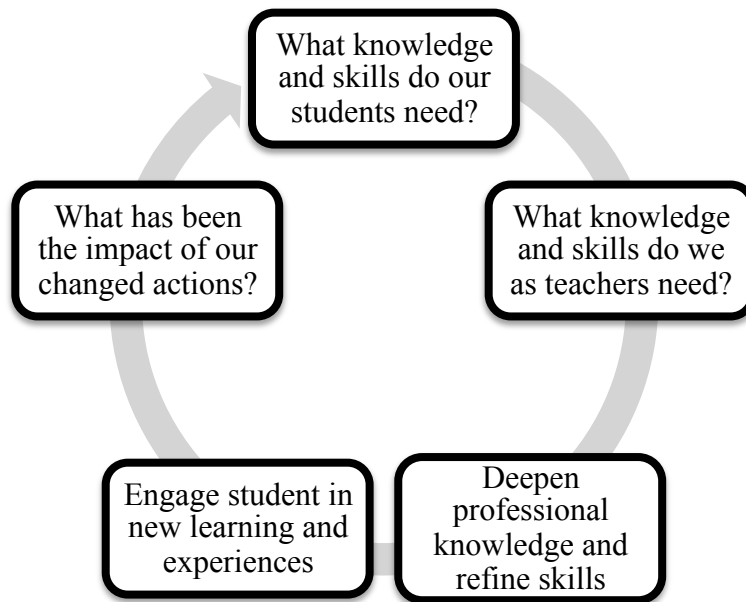 What knowledge
and skills do our
students need?
What knowledge
and skills do we
as teachers need?
Deepen
professional
knowledge and
refine skills
Engage student in
new learning and
experiences
What has been
the impact of our
changed actions?